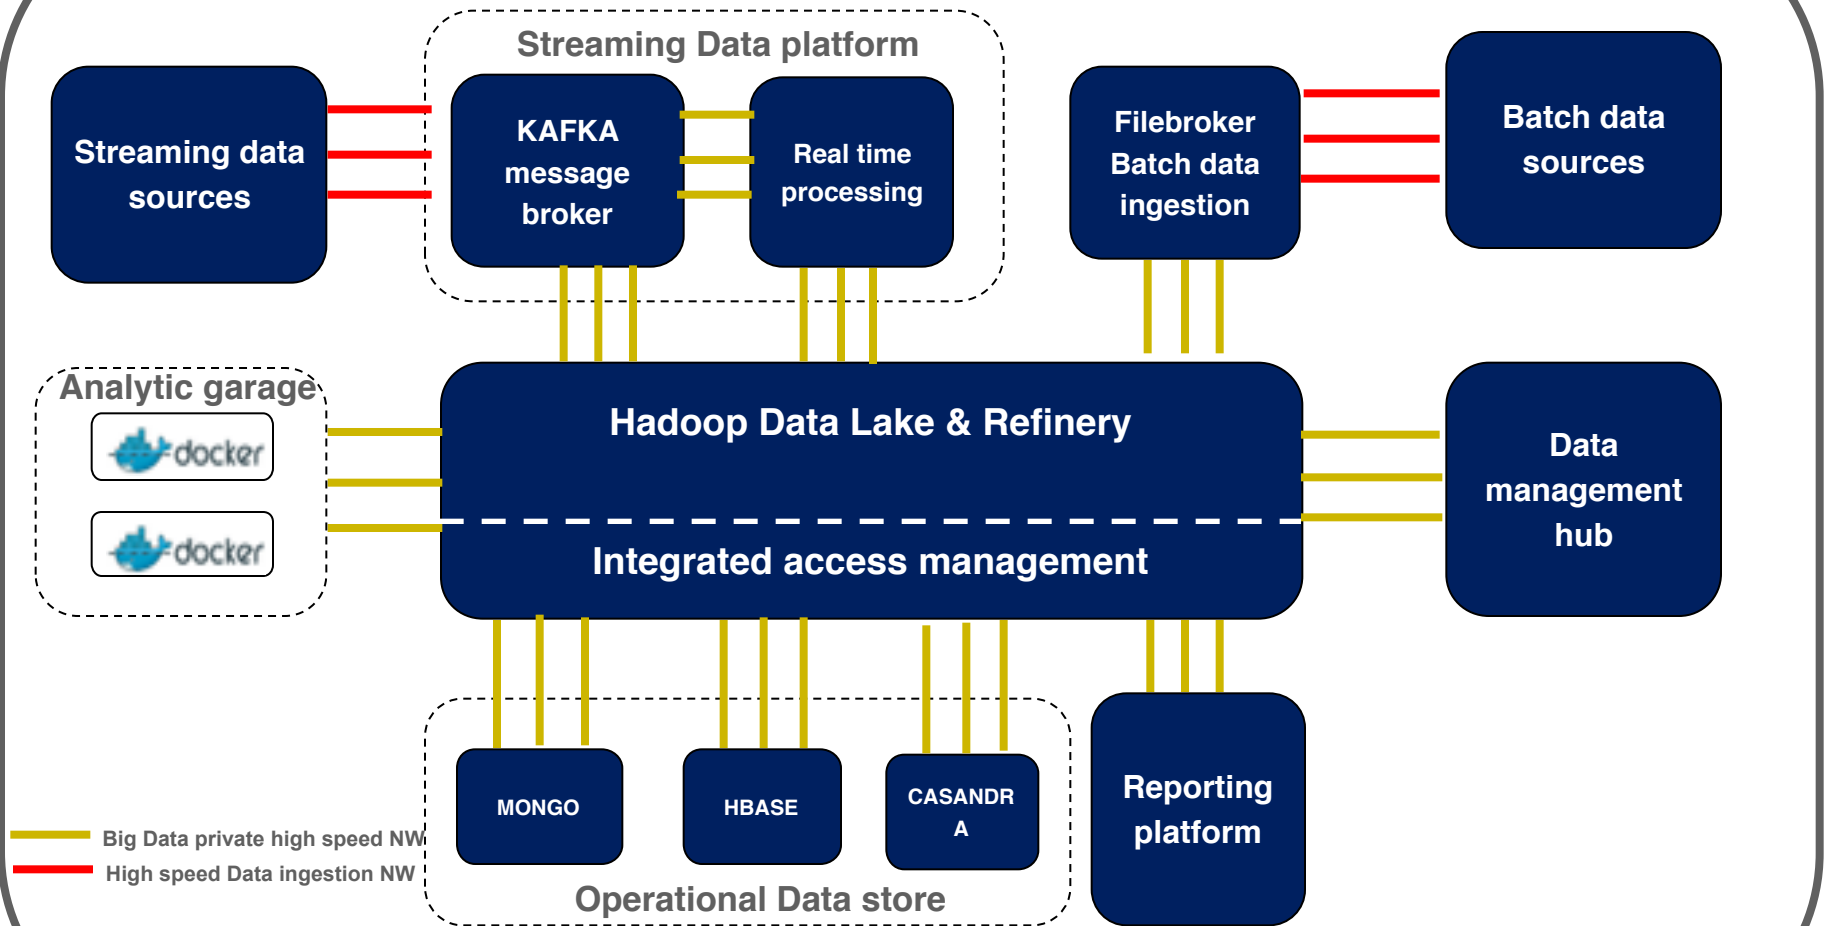 Streaming Data platform
Streaming data
sources
KAFKA
message
broker
Real time
processing
Filebroker
Batch data
ingestion
Batch data
sources
Analytic garage
docker
docker
Hadoop Data Lake & Refinery
Integrated access management
Data
management
hub
MONGO
HBASE
CASANDR
A
Reporting
platform
Operational Data store
Big Data private high speed NW
High speed Data ingestion NW